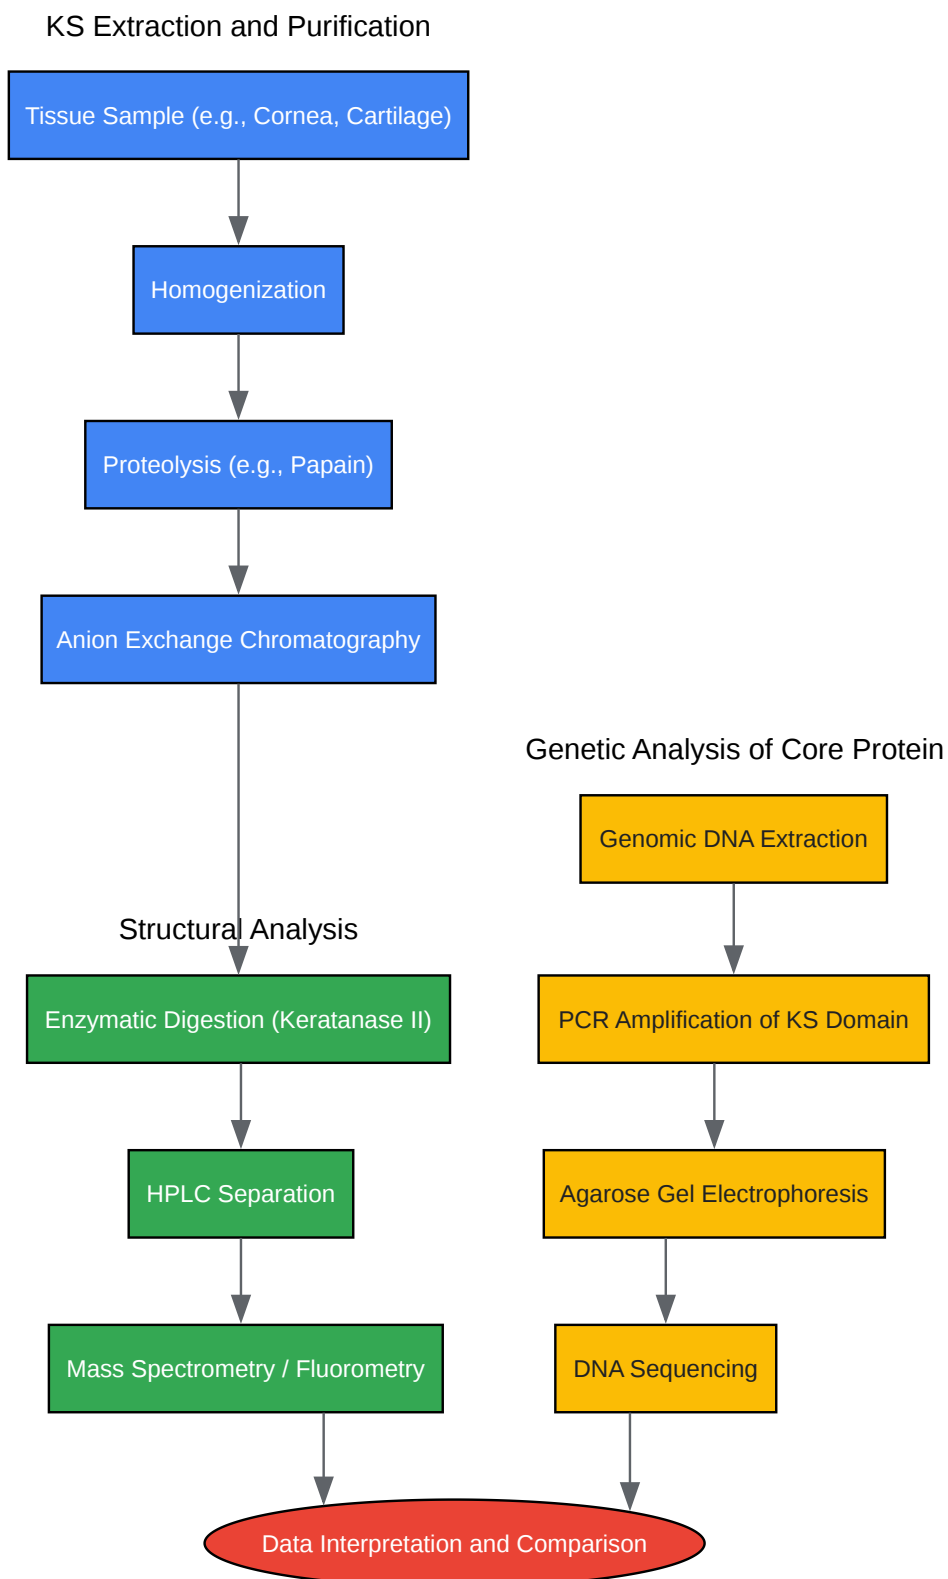 KS Extraction and Purification
Tissue Sample (e.g., Cornea, Cartilage)
Homogenization
Proteolysis (e.g., Papain)
Anion Exchange Chromatography
Structural Analysis
Enzymatic Digestion (Keratanase II)
HPLC Separation
Mass Spectrometry / Fluorometry
Genetic Analysis of Core Protein
Genomic DNA Extraction
PCR Amplification of KS Domain
Agarose Gel Electrophoresis
DNA Sequencing
Data Interpretation and Comparison